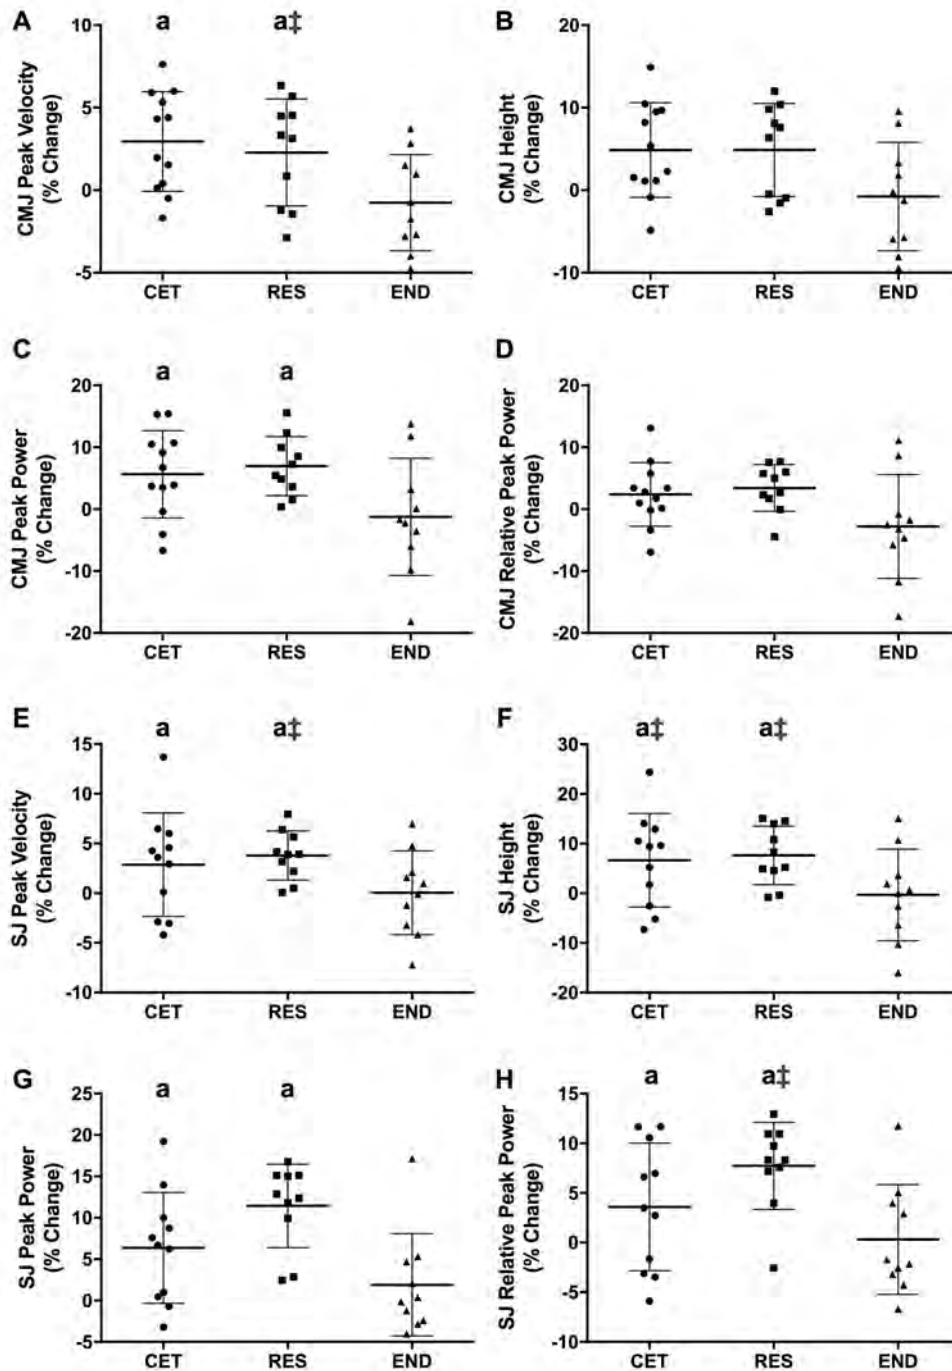 A
a a‡
CMJ Peak Velocity
(% Change)
10
5
0
-5
CET RES END
B
CMJ Height
(% Change)
20
10
0
-10
CET RES END
C
a a
CMJ Peak Power
(% Change)
20
10
0
-10
-20
CET RES END
D
CMJ Relative Peak Power
(% Change)
20
10
0
-10
-20
CET RES END
E
a a‡
SJ Peak Velocity
(% Change)
15
10
5
0
-5
-10
CET RES END
F
a‡ a‡
SJ Height
(% Change)
30
20
10
0
-10
-20
CET RES END
G
a a
SJ Peak Power
(% Change)
25
20
15
10
5
0
-5
CET RES END
H
a a‡
SJ Relative Peak Power
(% Change)
15
10
5
0
-5
-10
CET RES END